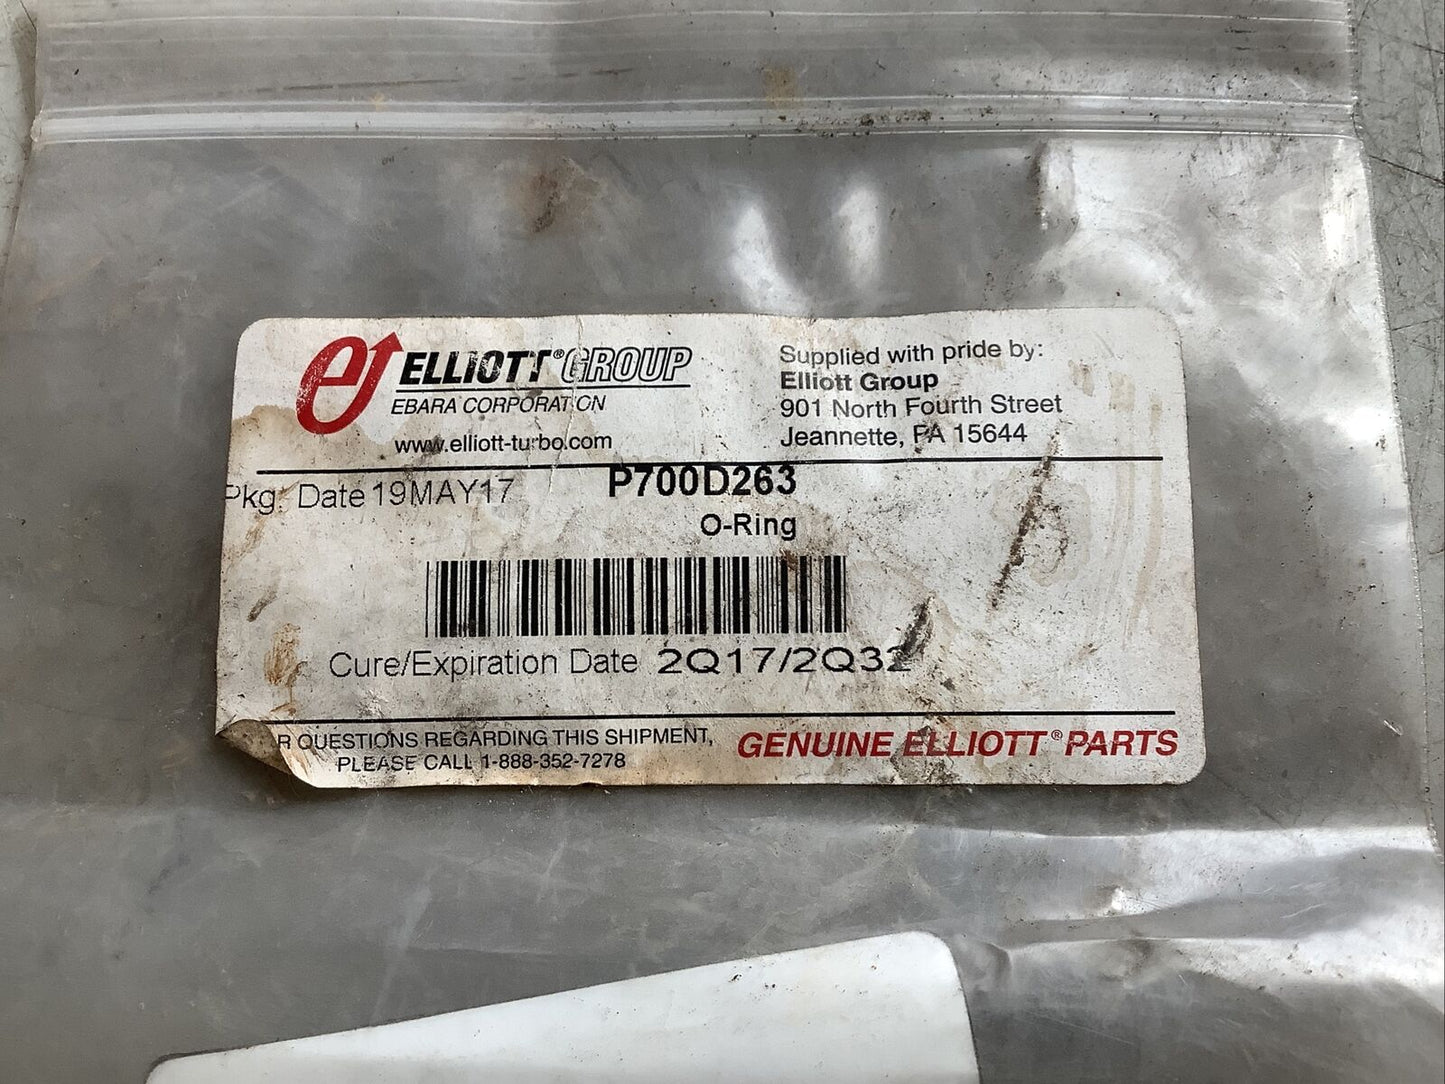 ELLIOTT® GROUP
EBARA CORPORATION
www.elliott-turbo.com
Supplied with pride by:
Elliott Group
901 North Fourth Street
Jeannette, PA 15644
Pkg. Date 19MAY17
P700D263
O-Ring
Cure/Expiration Date 2Q17/2Q32
R QUESTIONS REGARDING THIS SHIPMENT,
PLEASE CALL 1-888-352-7278
GENUINE ELLIOTT® PARTS